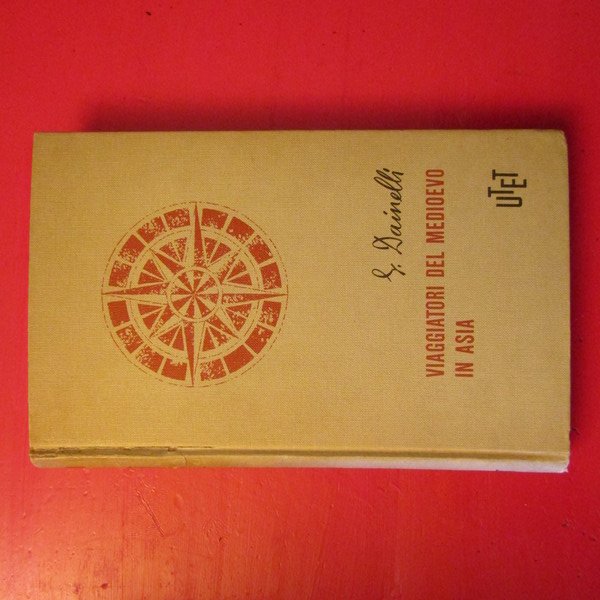 G. Dainelli
VIAGGIATORI DEL MEDIOEVO
IN ASIA
UTET